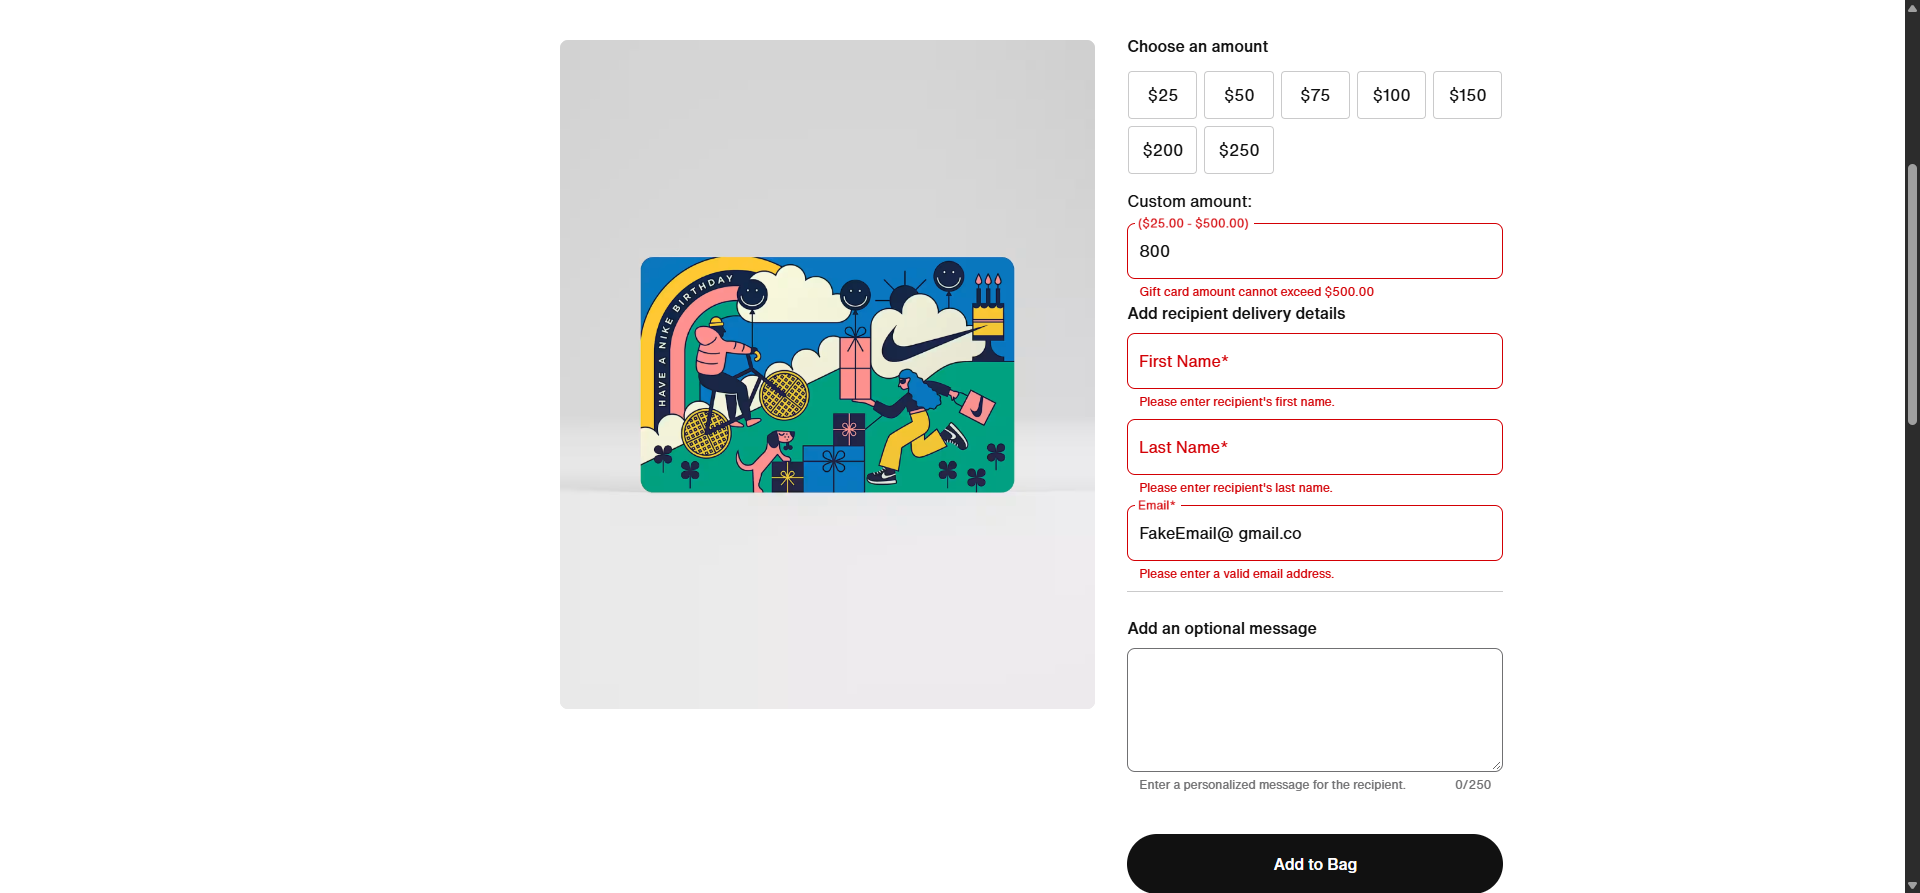 HAVE A NIKE BIRTHDAY
Choose an amount
$25 $50 $75 $100 $150
$200 $250
Custom amount:
($25.00 - $500.00)
800
Gift card amount cannot exceed $500.00
Add recipient delivery details
First Name*
Please enter recipient's first name.
Last Name*
Please enter recipient's last name.
Email*
FakeEmail@ gmail.co
Please enter a valid email address.
Add an optional message
Enter a personalized message for the recipient. 0/250
Add to Bag